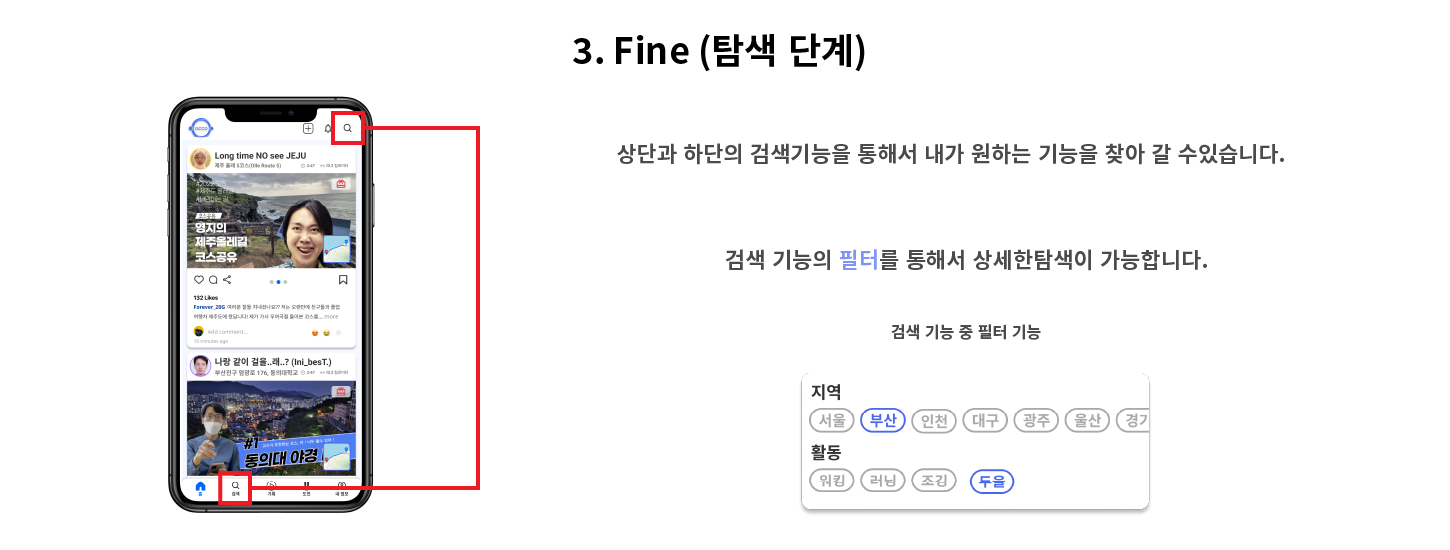 3. Fine (탐색 단계)
상단과 하단의 검색기능을 통해서 내가 원하는 기능을 찾아 갈 수있습니다.
검색 기능의 필터를 통해서 상세한탐색이 가능합니다.
검색 기능 중 필터 기능
지역
서울 부산 인천 대구 광주 울산 경기
활동
워킹 러닝 조깅 두울
Long time NO see JEJU
제주 올레 5코스(Olle Route 5)
코스공유
영지의
제주올레길
코스공유
132 Likes
Forever_20G
more
Add comment...
10 minutes ago
나랑 같이 걸을..래..? (Ini_besT.)
부산진구 엄광로 176, 동의대학교
#1
동의대 야경
홈 검색 기록 도전 내 정보